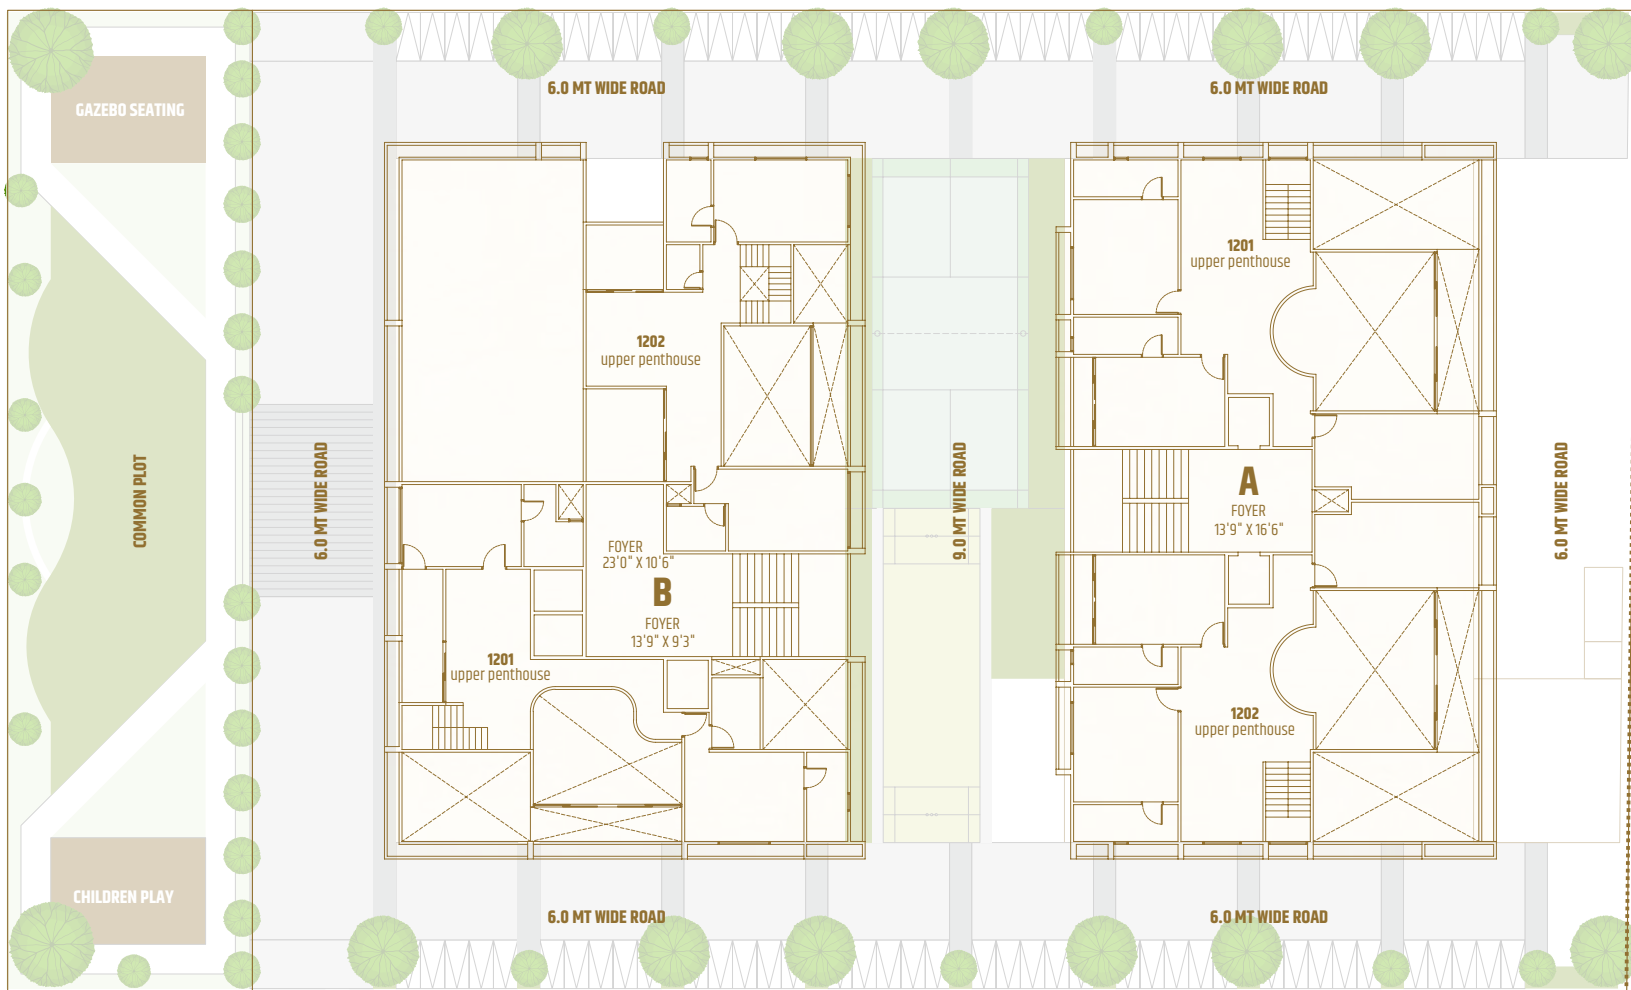 6.0 MT WIDE ROAD
6.0 MT WIDE ROAD
GAZEBO SEATING
COMMON PLOT
6.0 MT WIDE ROAD
1202
upper penthouse
FOYER
23'0" X 10'6"
B
FOYER
13'9" X 9'3"
1201
upper penthouse
9.0 MT WIDE ROAD
1201
upper penthouse
A
FOYER
13'9" X 16'6"
1202
upper penthouse
6.0 MT WIDE ROAD
CHILDREN PLAY
6.0 MT WIDE ROAD
6.0 MT WIDE ROAD